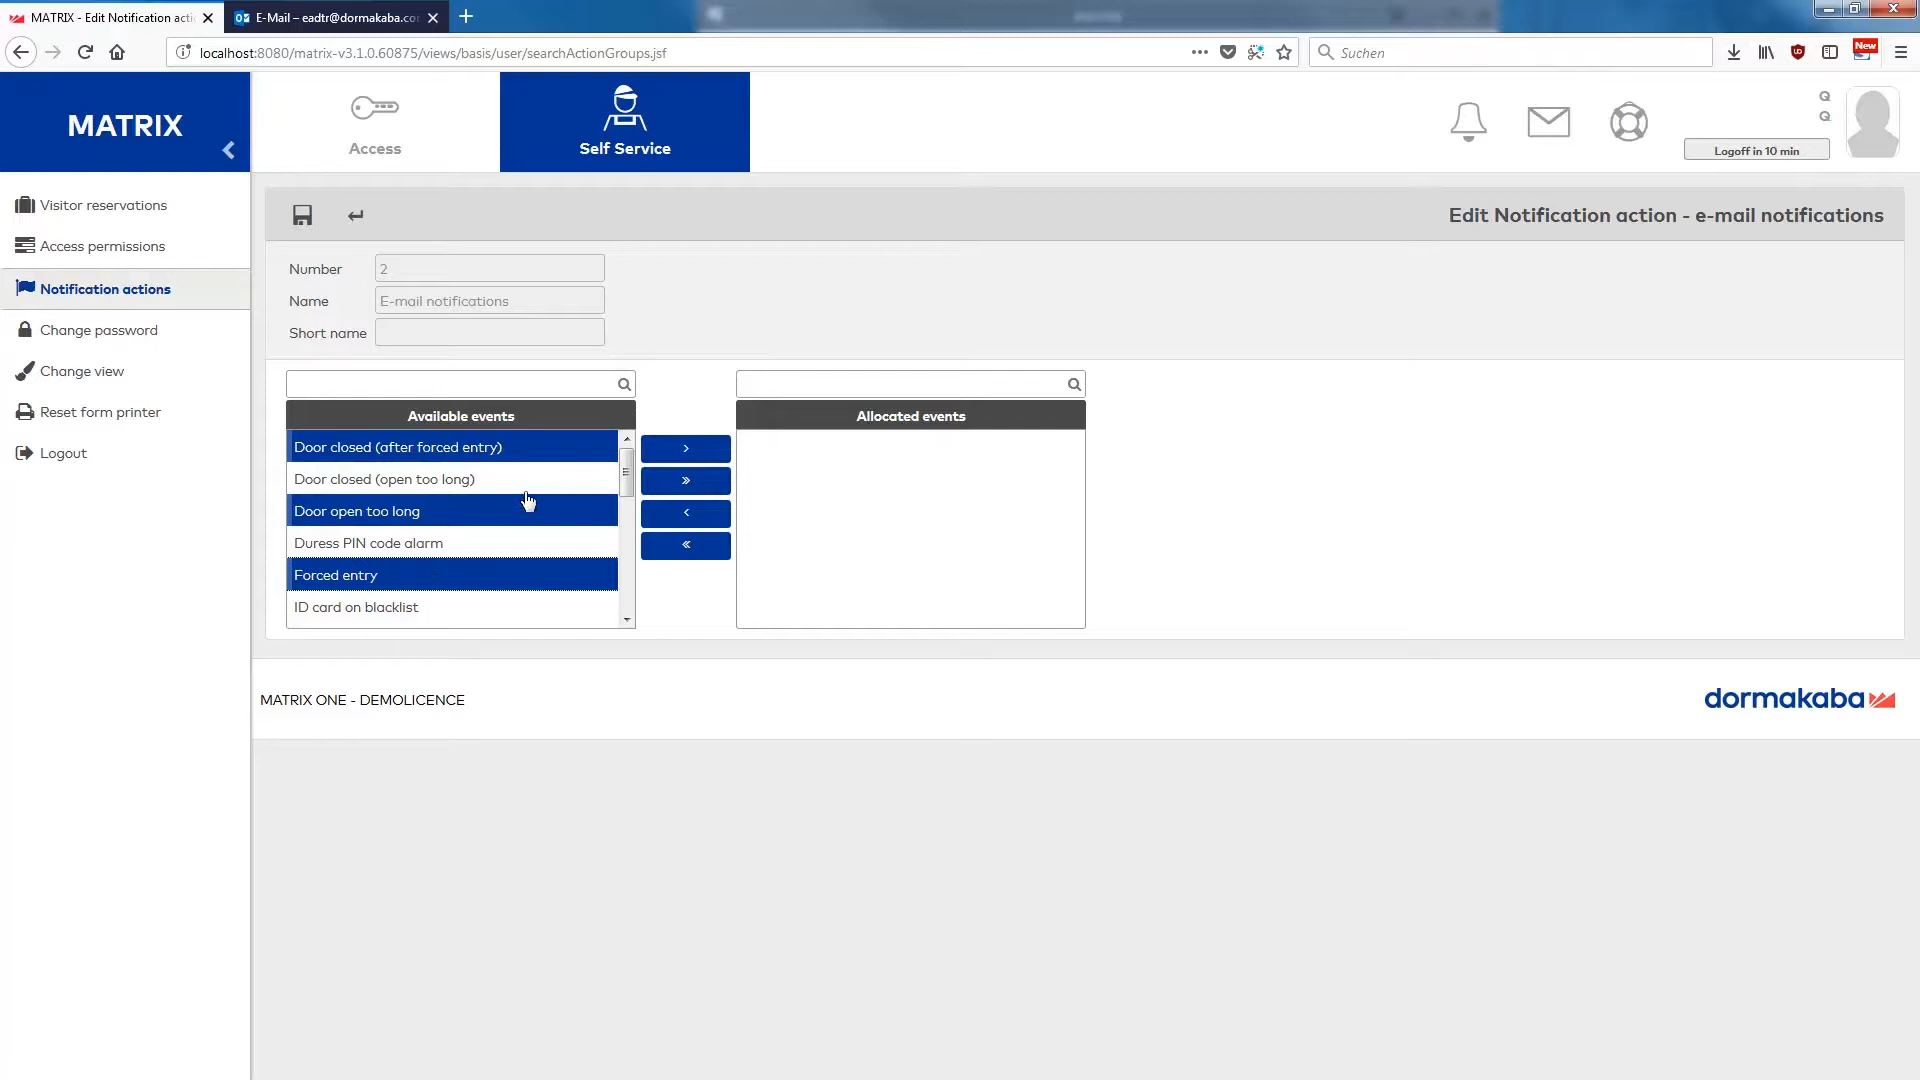 MATRIX - Edit Notification acti
E-Mail – eadtr@dormakaba.co
localhost:8080/matrix-v3.1.0.60875/views/basis/user/searchActionGroups.jsf
Suchen
New
MATRIX
Access
Self Service
Q
Q
Logoff in 10 min
Visitor reservations
Access permissions
Notification actions
Change password
Change view
Reset form printer
Logout
Edit Notification action - e-mail notifications
Number 2
Name E-mail notifications
Short name
Available events
Allocated events
Door closed (after forced entry)
Door closed (open too long)
Door open too long
Duress PIN code alarm
Forced entry
ID card on blacklist
MATRIX ONE - DEMOLICENCE
dormakaba